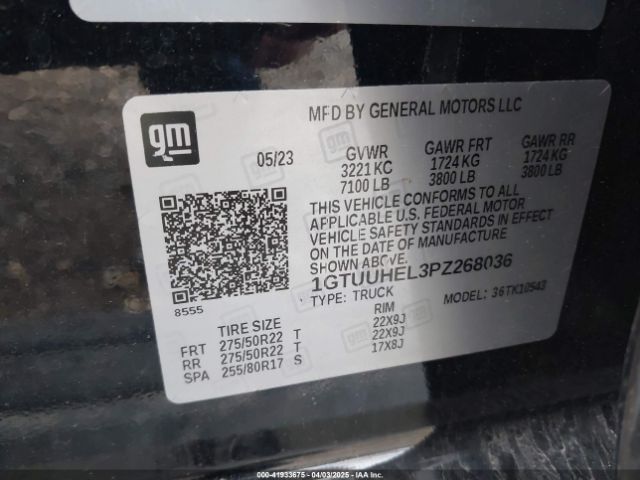 gm
MFD BY GENERAL MOTORS LLC
05/23 GVWR GAWR FRT GAWR RR
3221 KG 1724 KG 1724 KG
7100 LB 3800 LB 3800 LB
THIS VEHICLE CONFORMS TO ALL
APPLICABLE U.S. FEDERAL MOTOR
VEHICLE SAFETY STANDARDS IN EFFECT
ON THE DATE OF MANUFACTURE.
1GTUUHEL3PZ268036
TYPE: TRUCK MODEL: 36TK10543
8555
TIRE SIZE RIM
FRT 275/50R22 T 22X9J
RR 275/50R22 T 22X9J
SPA 255/80R17 S 17X8J
000-41933675 - 04/03/2025 - IAA Holdings, LLC